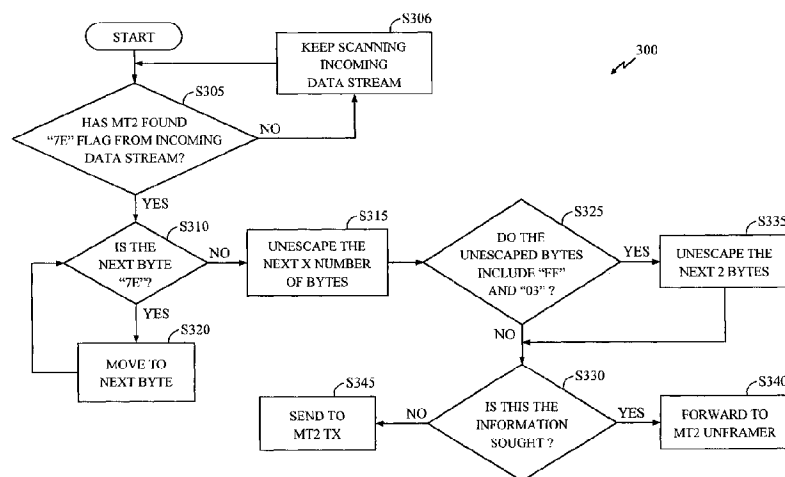 START
S306
KEEP SCANNING
INCOMING
DATA STREAM
300
S305
HAS MT2 FOUND
"7E" FLAG FROM INCOMING
DATA STREAM?
NO
YES
S310
IS THE
NEXT BYTE
"7E"?
NO
YES
S315
UNESCAPE THE
NEXT X NUMBER
OF BYTES
S325
DO THE
UNESCAPED BYTES
INCLUDE "FF"
AND "03" ?
YES
NO
S335
UNESCAPE THE
NEXT 2 BYTES
S320
MOVE TO
NEXT BYTE
S345
SEND TO
MT2 TX
NO
S330
IS THIS THE
INFORMATION
SOUGHT ?
YES
S340
FORWARD TO
MT2 UNFRAMER